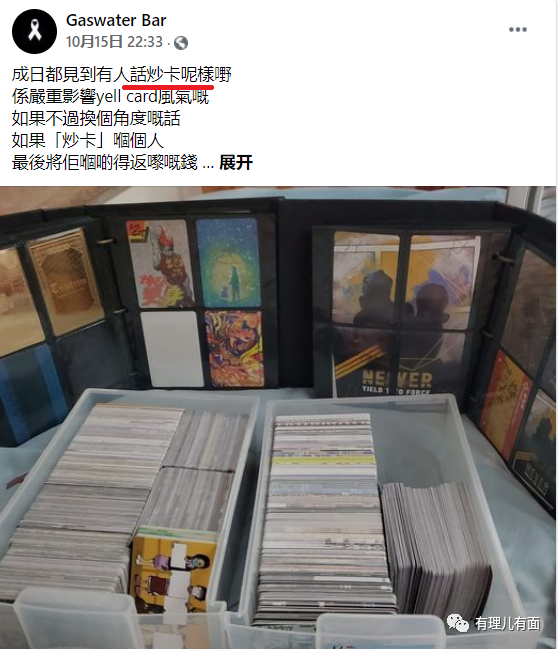 Gaswater Bar
10月15日 22:33
成日都見到有人話炒卡呢樣嘢
係嚴重影響yell card風氣嘅
如果不過換個角度嘅話
如果「炒卡」嗰個人
最後將佢嗰啲得返嚟嘅錢 ... 展开
NEVER
YIELD TO FORCE
有理儿有面